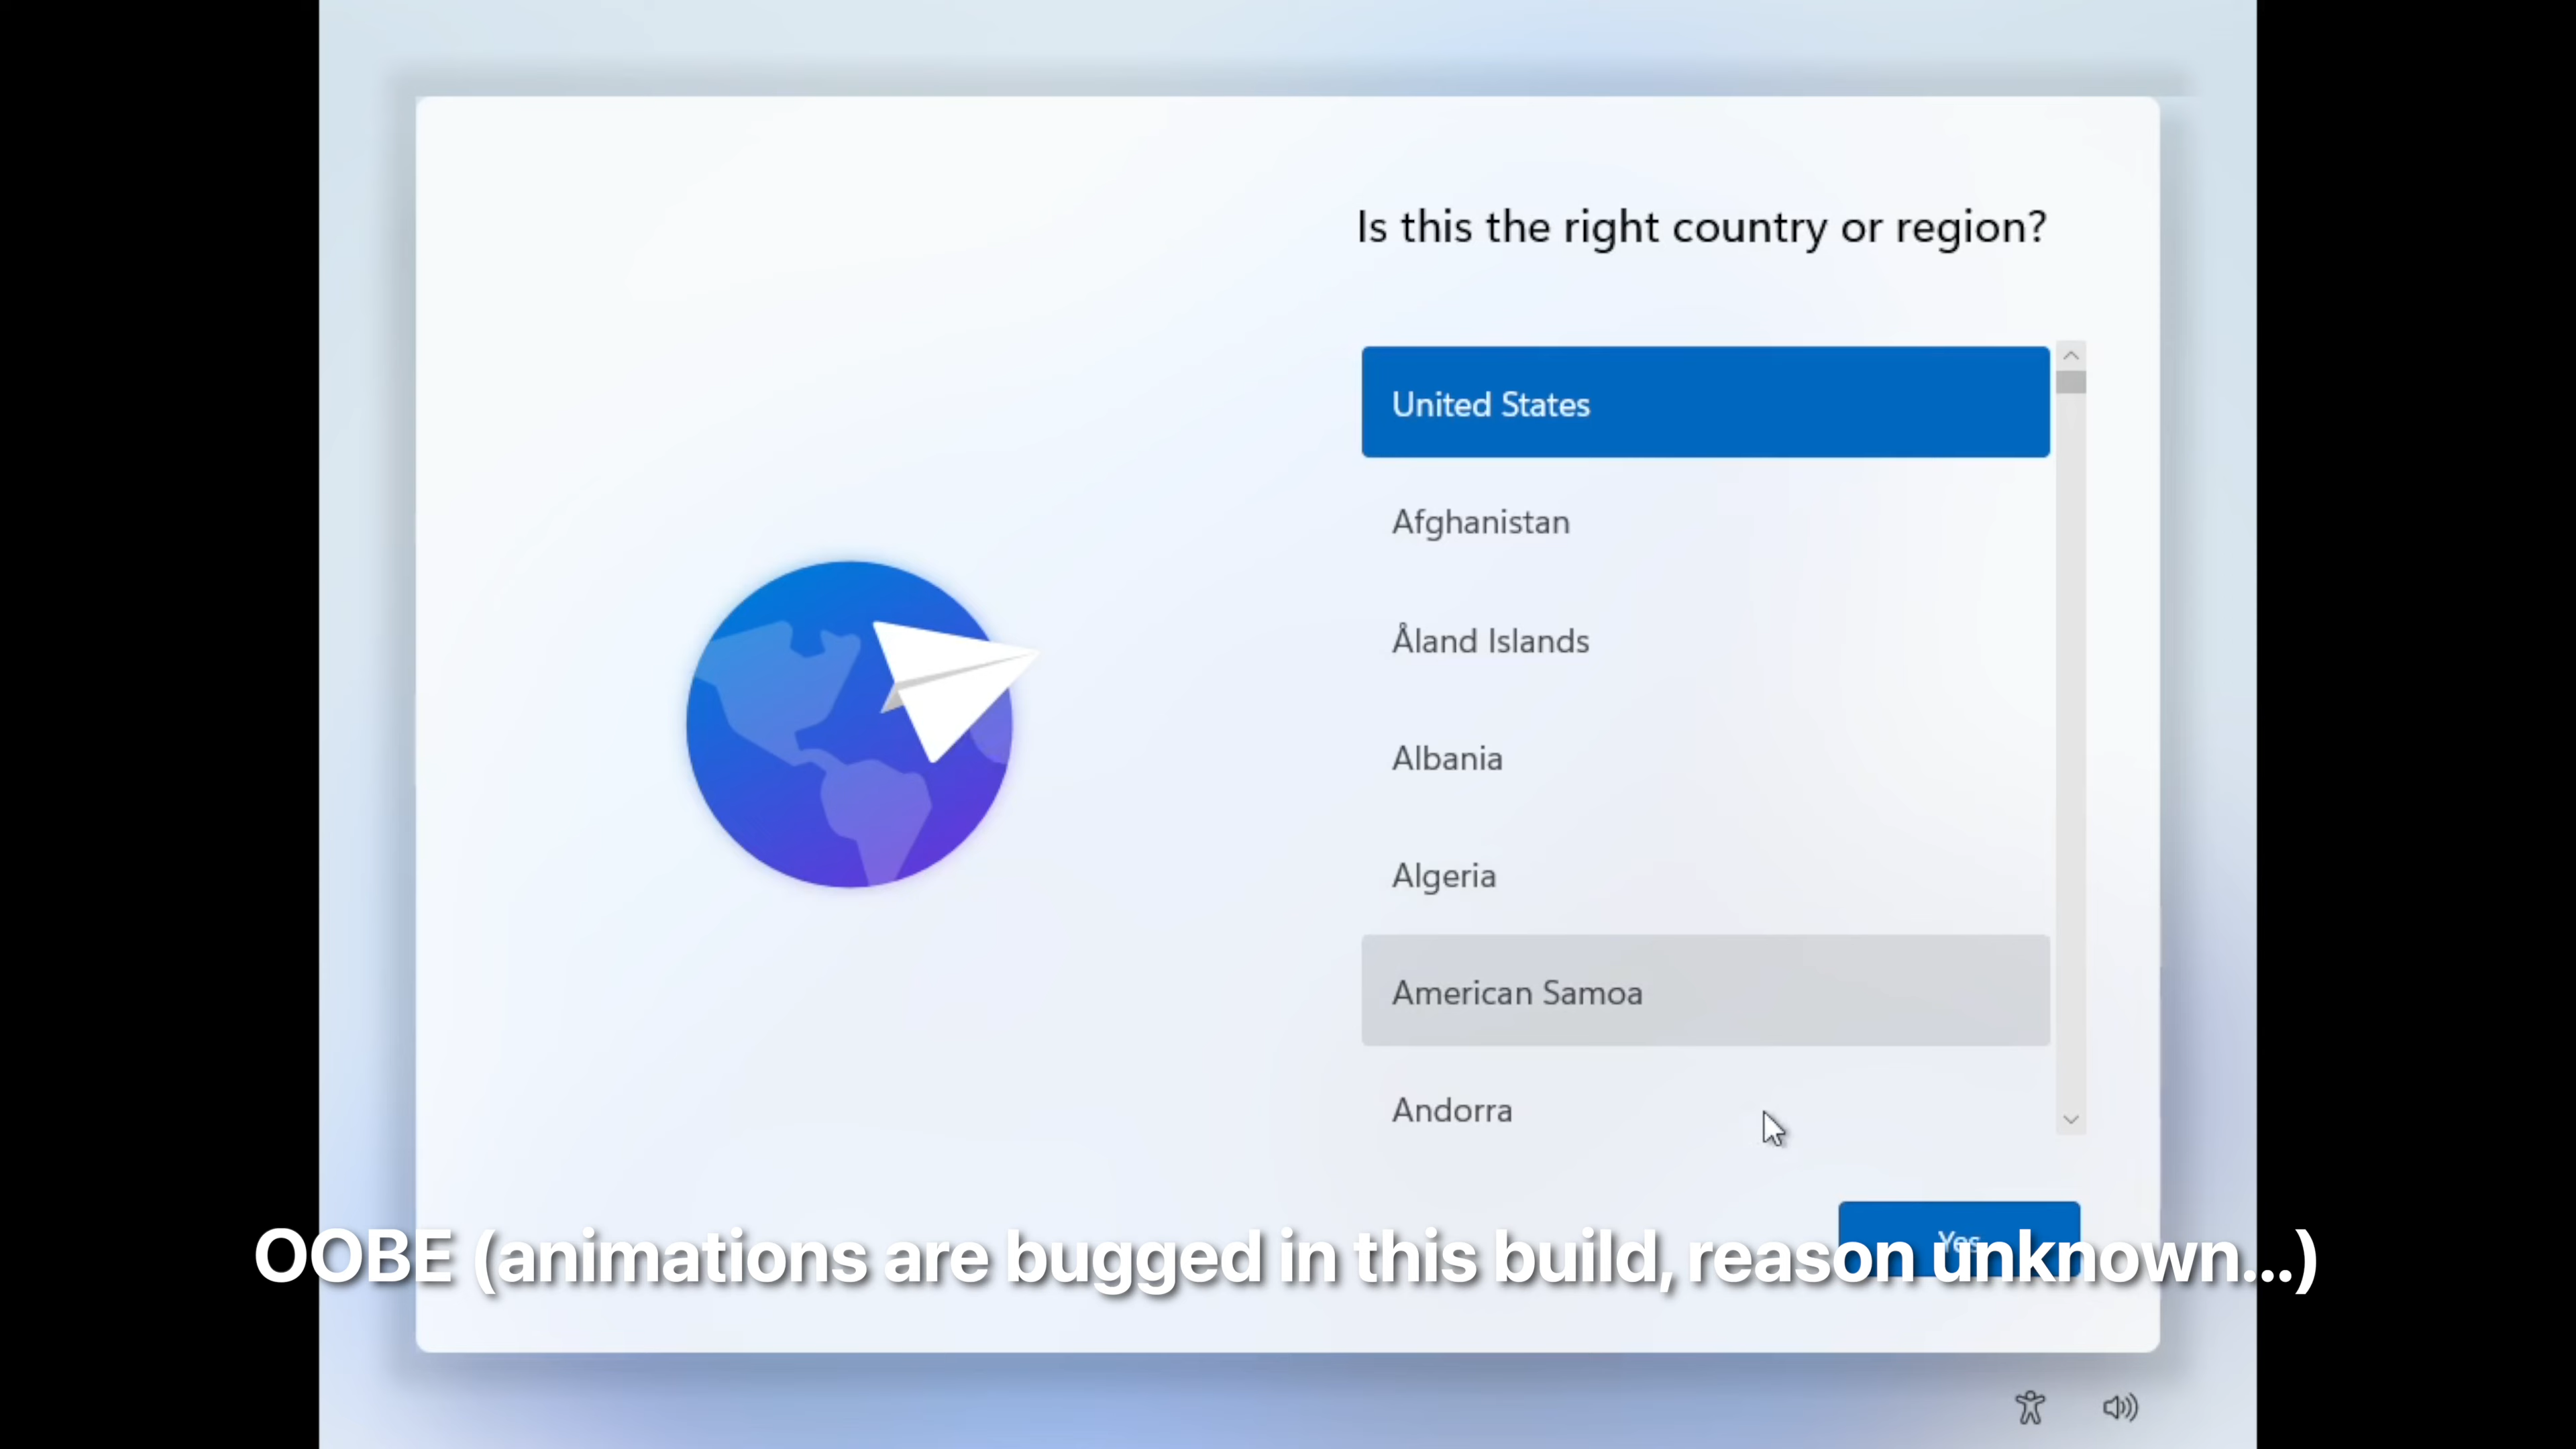 Is this the right country or region?
United States
Afghanistan
Åland Islands
Albania
Algeria
American Samoa
Andorra
Yes
OOBE (animations are bugged in this build, reason unknown...)